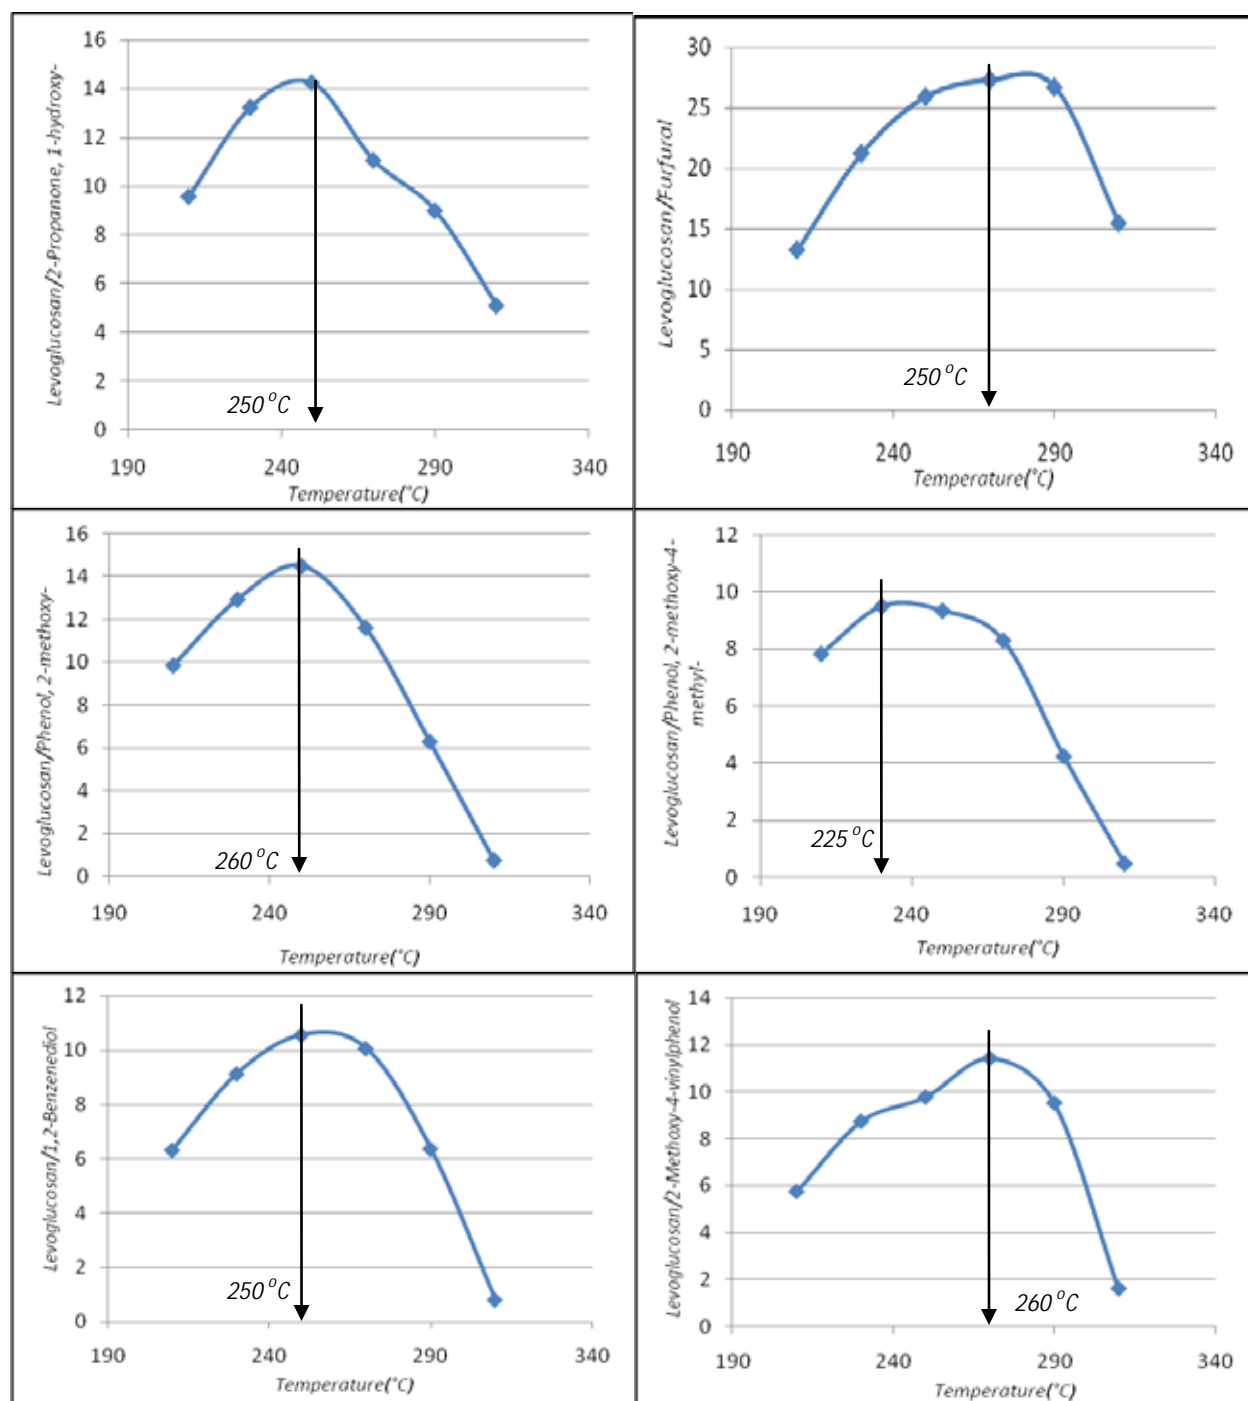 Levoglucosan/2-Propanone, 1-hydroxy-
16
14
12
10
8
6
4
2
0
250 °C
190 240 290 340
Temperature(°C)
Levoglucosan/Furfural
30
25
20
15
10
5
0
250 °C
190 240 290 340
Temperature(°C)
Levoglucosan/Phenol, 2-methoxy-
16
14
12
10
8
6
4
2
0
260 °C
190 240 290 340
Temperature(°C)
Levoglucosan/Phenol, 2-methoxy-4-
methyl-
12
10
8
6
4
2
0
225 °C
190 240 290 340
Temperature(°C)
Levoglucosan/1,2-Benzenediol
12
10
8
6
4
2
0
250 °C
190 240 290 340
Temperature(°C)
Levoglucosan/2-Methoxy-4-vinylphenol
14
12
10
8
6
4
2
0
260 °C
190 240 290 340
Temperature(°C)